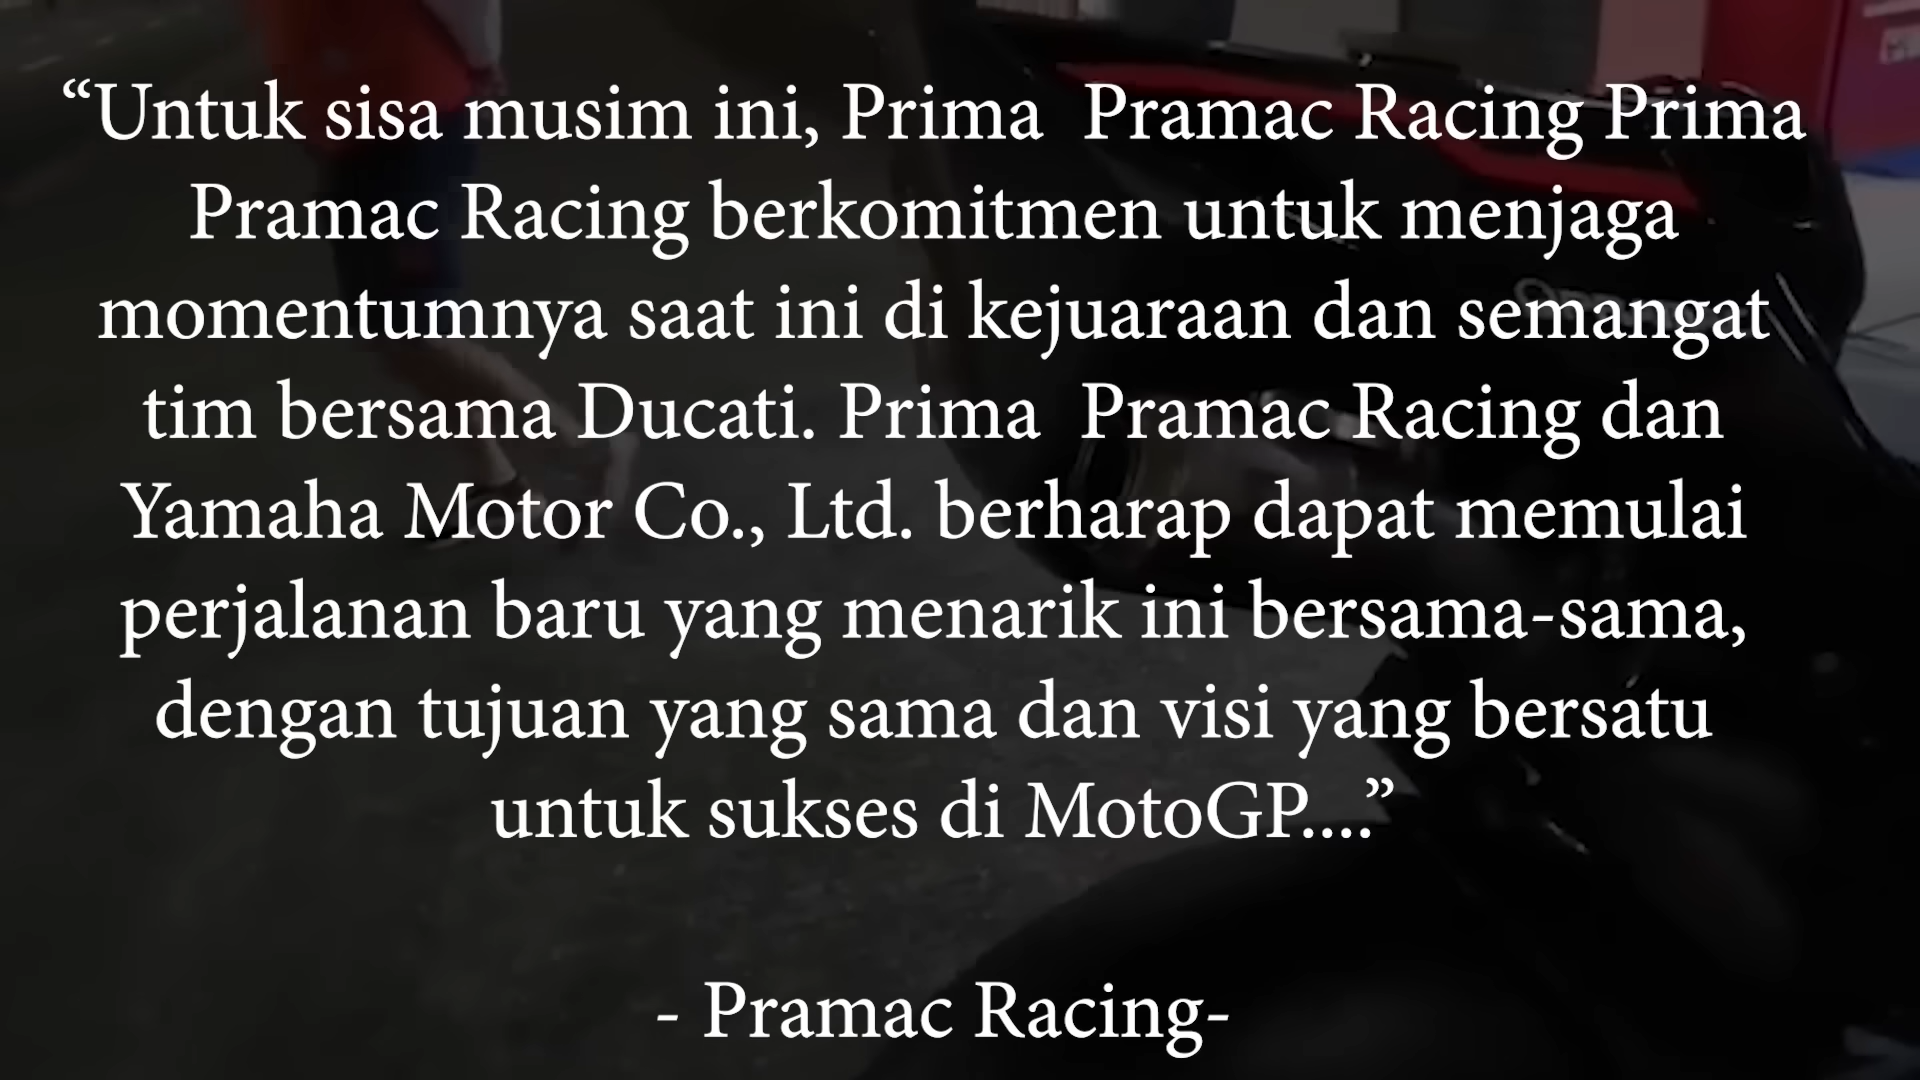 “Untuk sisa musim ini, Prima  Pramac Racing Prima
Pramac Racing berkomitmen untuk menjaga
momentumnya saat ini di kejuaraan dan semangat
tim bersama Ducati. Prima  Pramac Racing dan
Yamaha Motor Co., Ltd. berharap dapat memulai
perjalanan baru yang menarik ini bersama-sama,
dengan tujuan yang sama dan visi yang bersatu
untuk sukses di MotoGP....”
- Pramac Racing-